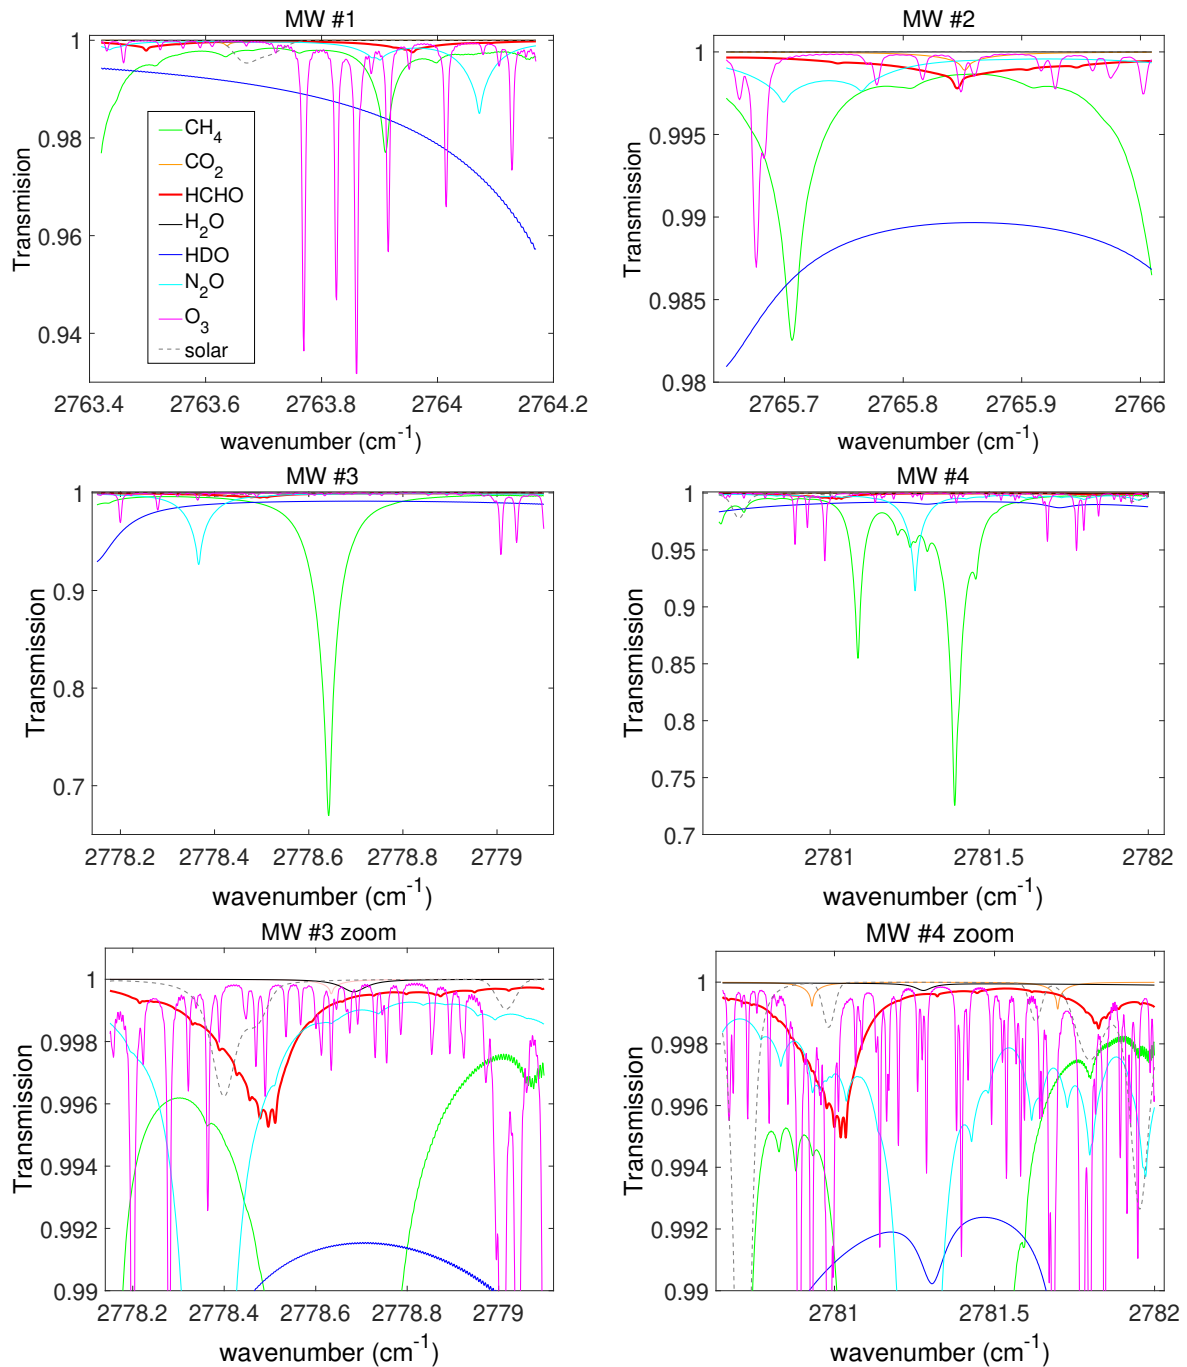 MW #1
1
0.98
0.96
0.94
Transmission
CH4
CO2
HCHO
H2O
HDO
N2O
O3
solar
2763.4 2763.6 2763.8 2764 2764.2
wavenumber (cm-1)
MW #2
1
0.995
0.99
0.985
0.98
Transmission
2765.7 2765.8 2765.9 2766
wavenumber (cm-1)
MW #3
1
0.9
0.8
0.7
Transmission
2778.2 2778.4 2778.6 2778.8 2779
wavenumber (cm-1)
MW #4
1
0.95
0.9
0.85
0.8
0.75
0.7
Transmission
2781 2781.5 2782
wavenumber (cm-1)
MW #3 zoom
1
0.998
0.996
0.994
0.992
0.99
Transmission
2778.2 2778.4 2778.6 2778.8 2779
wavenumber (cm-1)
MW #4 zoom
1
0.998
0.996
0.994
0.992
0.99
Transmission
2781 2781.5 2782
wavenumber (cm-1)